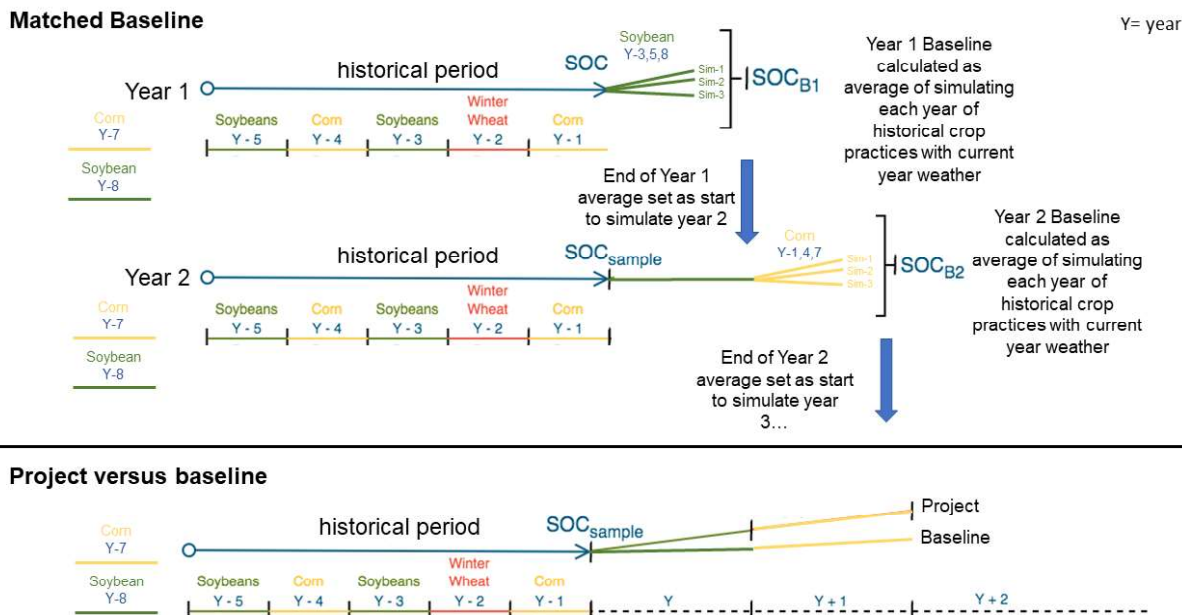 Matched Baseline
Y= year
Soybean
Y-3,5,8
SOC
historical period
Year 1
Sim-1
Sim-2
Sim-3
SOCB1
Year 1 Baseline
calculated as
average of simulating
each year of
historical crop
practices with current
year weather
Corn
Y-7
Soybean
Y-8
Soybeans
Y - 5
Corn
Y - 4
Soybeans
Y - 3
Winter
Wheat
Y - 2
Corn
Y - 1
End of Year 1
average set as start
to simulate year 2
historical period
SOCsample
Year 2
Corn
Y-1,4,7
Sim-1
Sim-2
Sim-3
SOCB2
Year 2 Baseline
calculated as
average of simulating
each year of
historical crop
practices with current
year weather
Corn
Y-7
Soybean
Y-8
Soybeans
Y - 5
Corn
Y - 4
Soybeans
Y - 3
Winter
Wheat
Y - 2
Corn
Y - 1
End of Year 2
average set as start
to simulate year
3...
Project versus baseline
Corn
Y-7
Soybean
Y-8
historical period
SOCsample
Project
Baseline
Soybeans
Y - 5
Corn
Y - 4
Soybeans
Y - 3
Winter
Wheat
Y - 2
Corn
Y - 1
Y
Y + 1
Y + 2